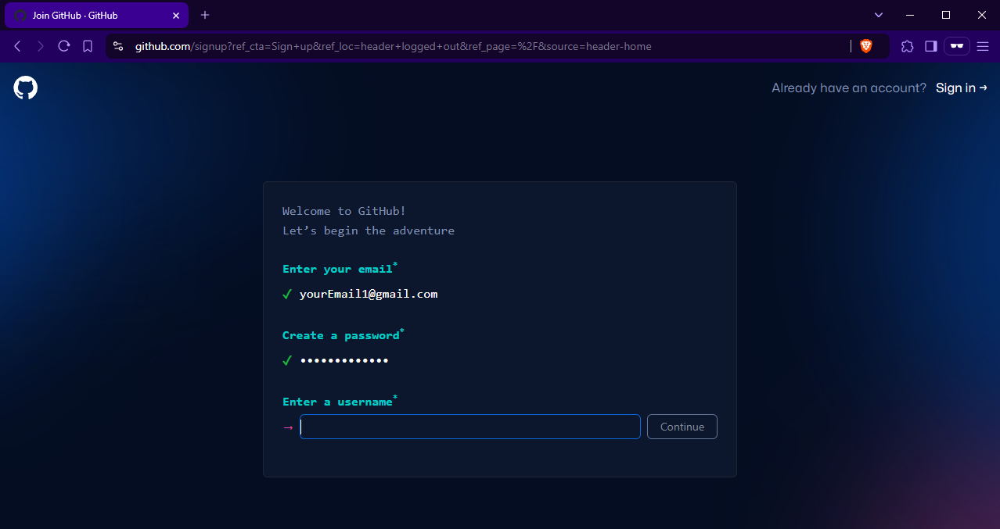 Join GitHub · GitHub
github.com/signup?ref_cta=Sign+up&ref_loc=header+logged+out&ref_page=%2F&source=header-home
Already have an account? Sign in →
Welcome to GitHub!
Let’s begin the adventure
Enter your email*
✓ yourEmail1@gmail.com
Create a password*
✓ •••••••••••••
Enter a username*
→ Continue